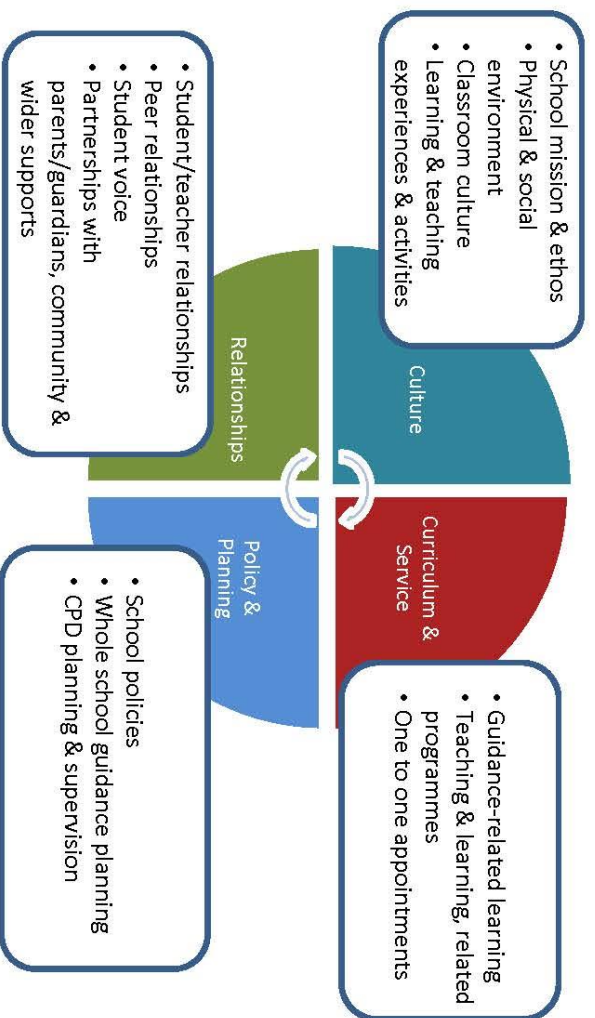 • School mission & ethos
• Physical & social
environment
• Classroom culture
• Learning & teaching
experiences & activities
Culture
Curriculum &
Service
• Guidance-related learning
• Teaching & learning, related
programmes
• One to one appointments
• Student/teacher relationships
• Peer relationships
• Student voice
• Partnerships with
parents/guardians, community &
wider supports
Relationships
Policy &
Planning
• School policies
• Whole school guidance planning
• CPD planning & supervision